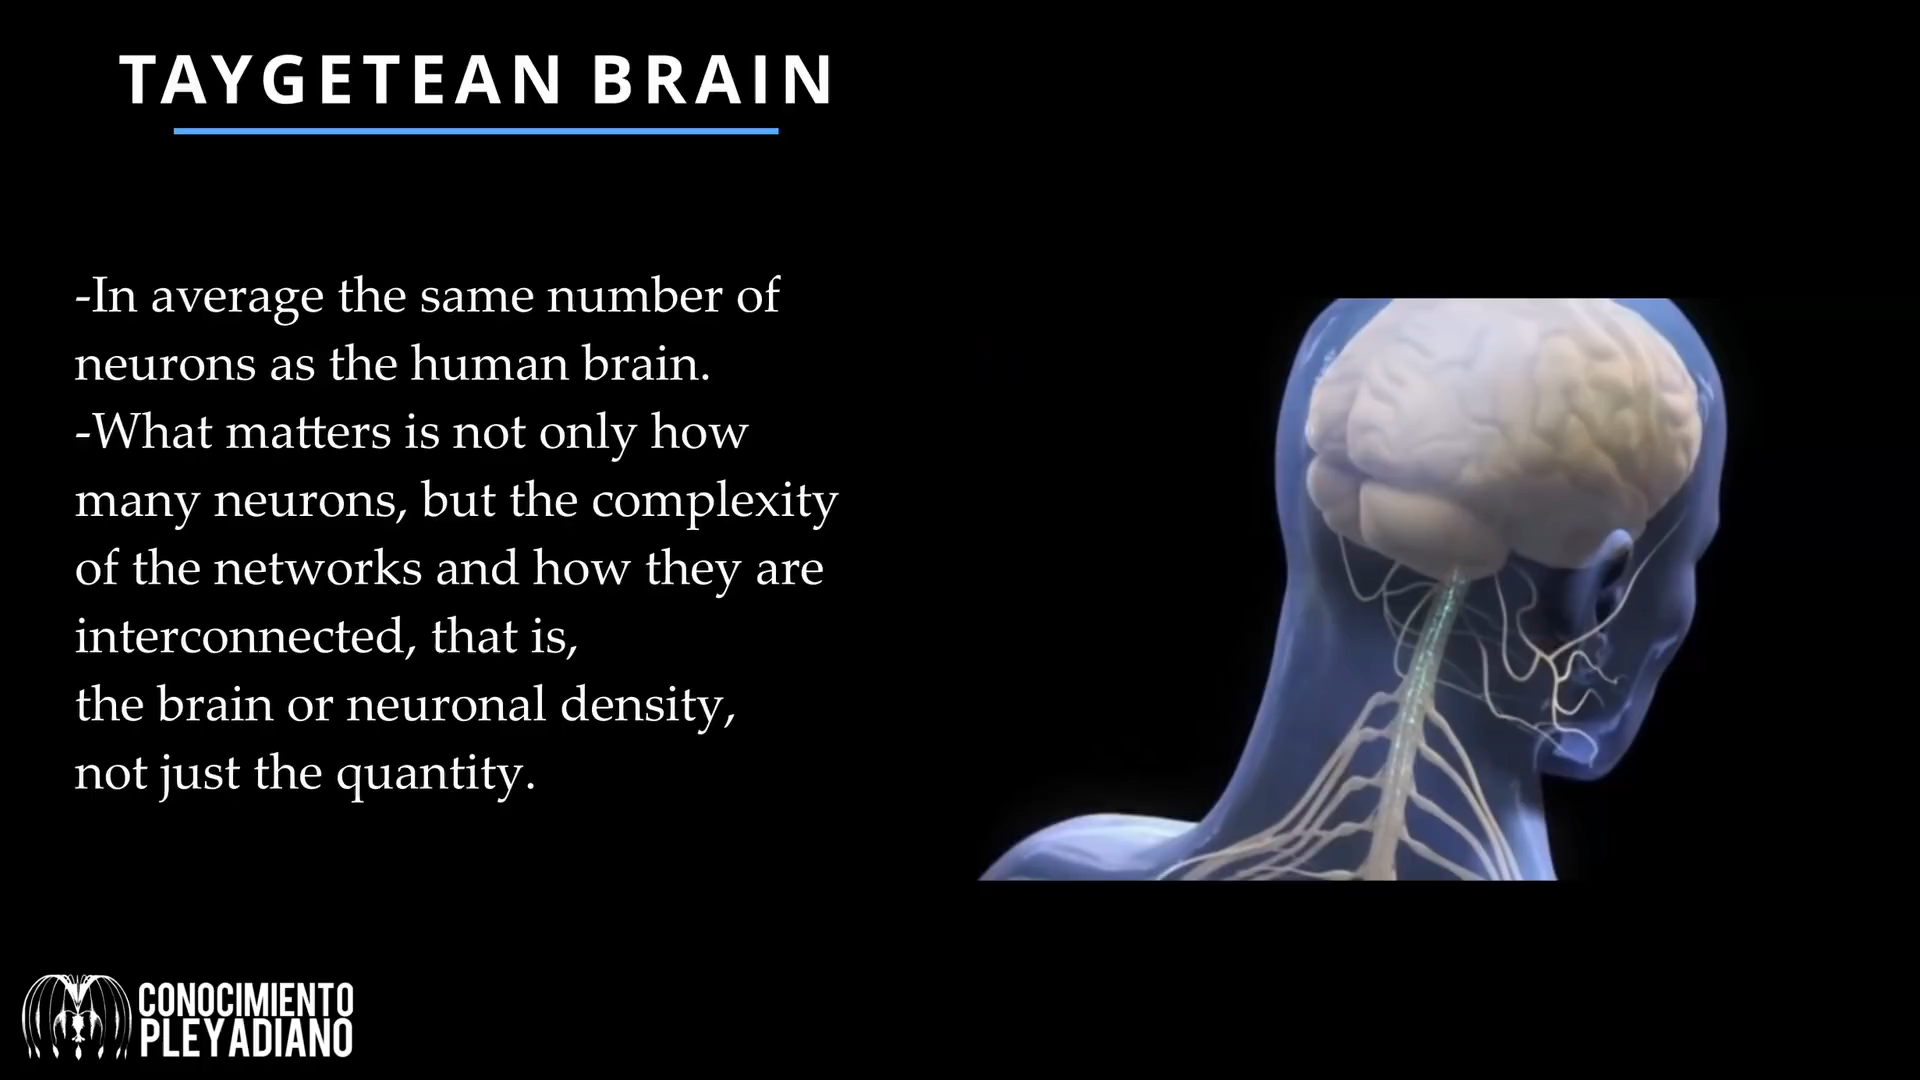 TAYGETEAN BRAIN
-In average the same number of
neurons as the human brain.
-What matters is not only how
many neurons, but the complexity
of the networks and how they are
interconnected, that is,
the brain or neuronal density,
not just the quantity.
CONOCIMIENTO
PLEYADIANO